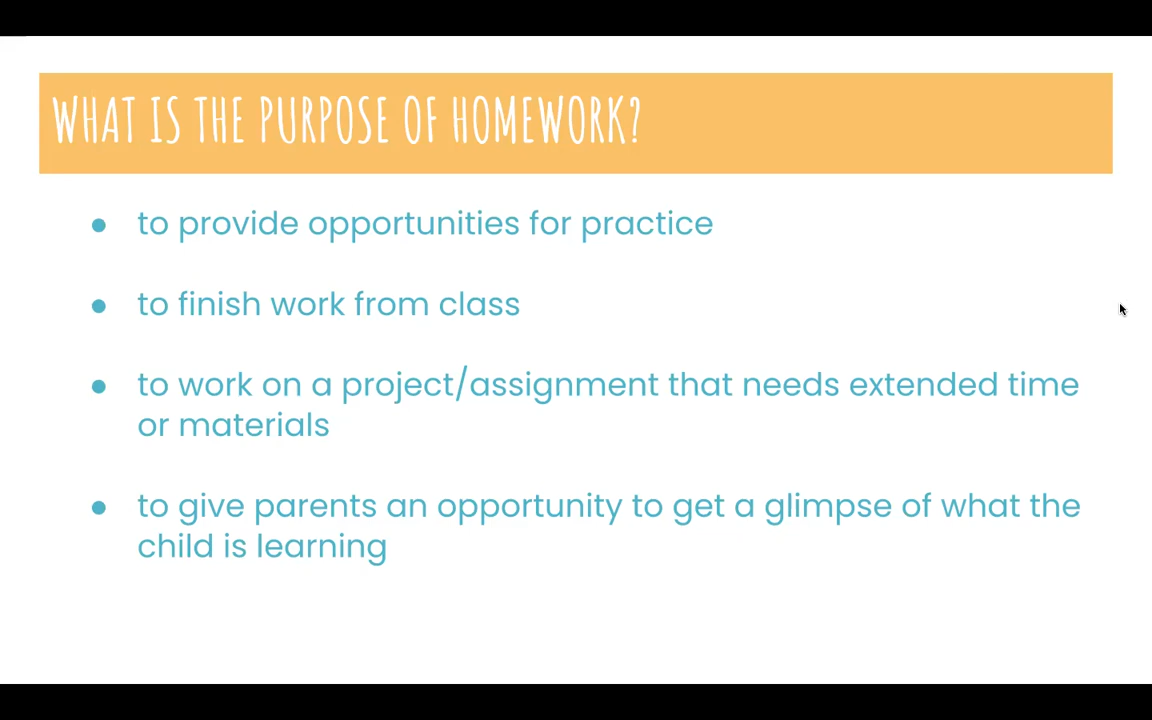 WHAT IS THE PURPOSE OF HOMEWORK?
● to provide opportunities for practice
● to finish work from class
● to work on a project/assignment that needs extended time
or materials
● to give parents an opportunity to get a glimpse of what the
child is learning